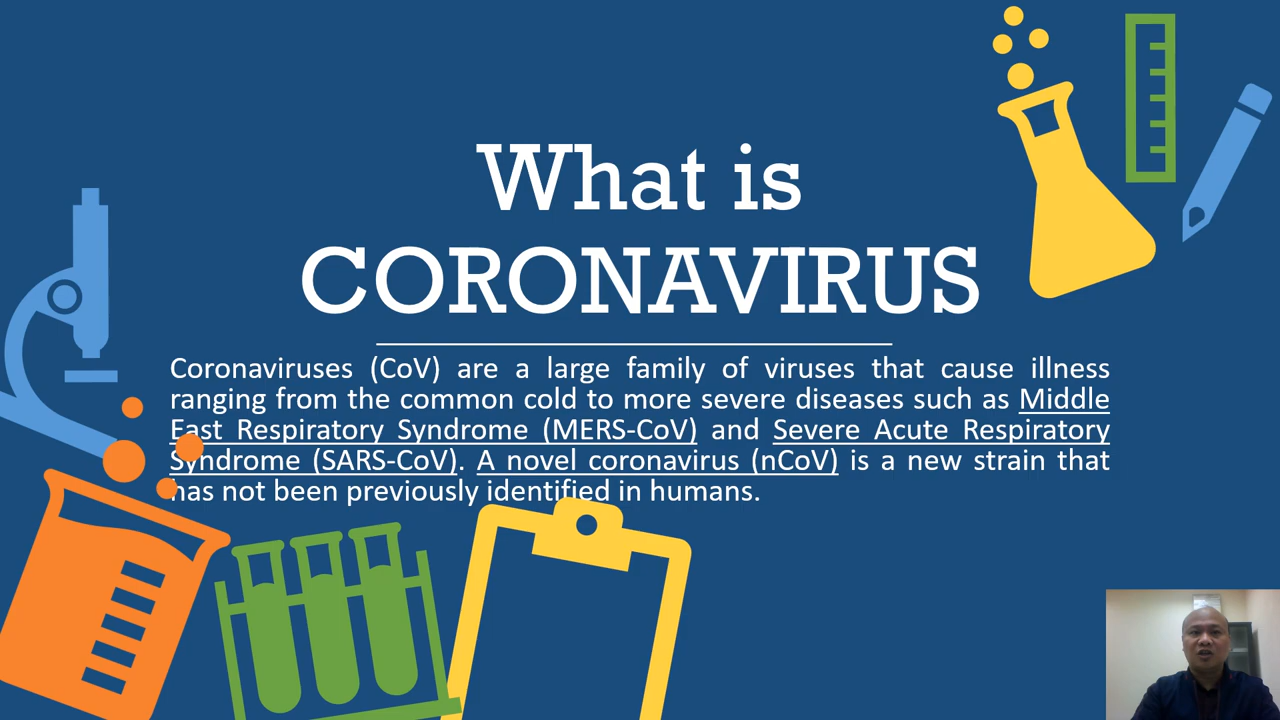 What is
CORONAVIRUS
Coronaviruses (CoV) are a large family of viruses that cause illness
ranging from the common cold to more severe diseases such as Middle
East Respiratory Syndrome (MERS-CoV) and Severe Acute Respiratory
Syndrome (SARS-CoV). A novel coronavirus (nCoV) is a new strain that
has not been previously identified in humans.